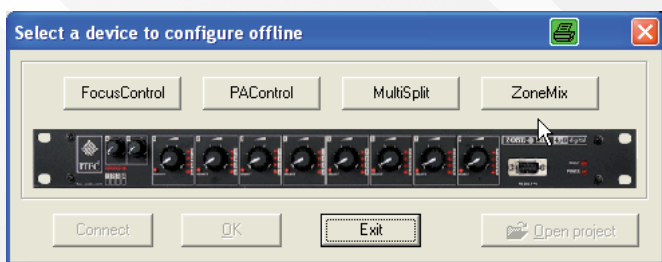 Select a device to configure offline
FocusControl PAControl MultiSplit ZoneMix
Connect OK Exit Open project